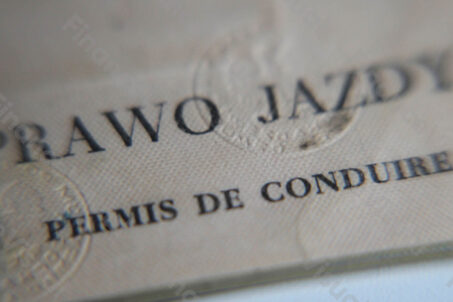 PRAWO JAZDY
PERMIS DE CONDUIRE